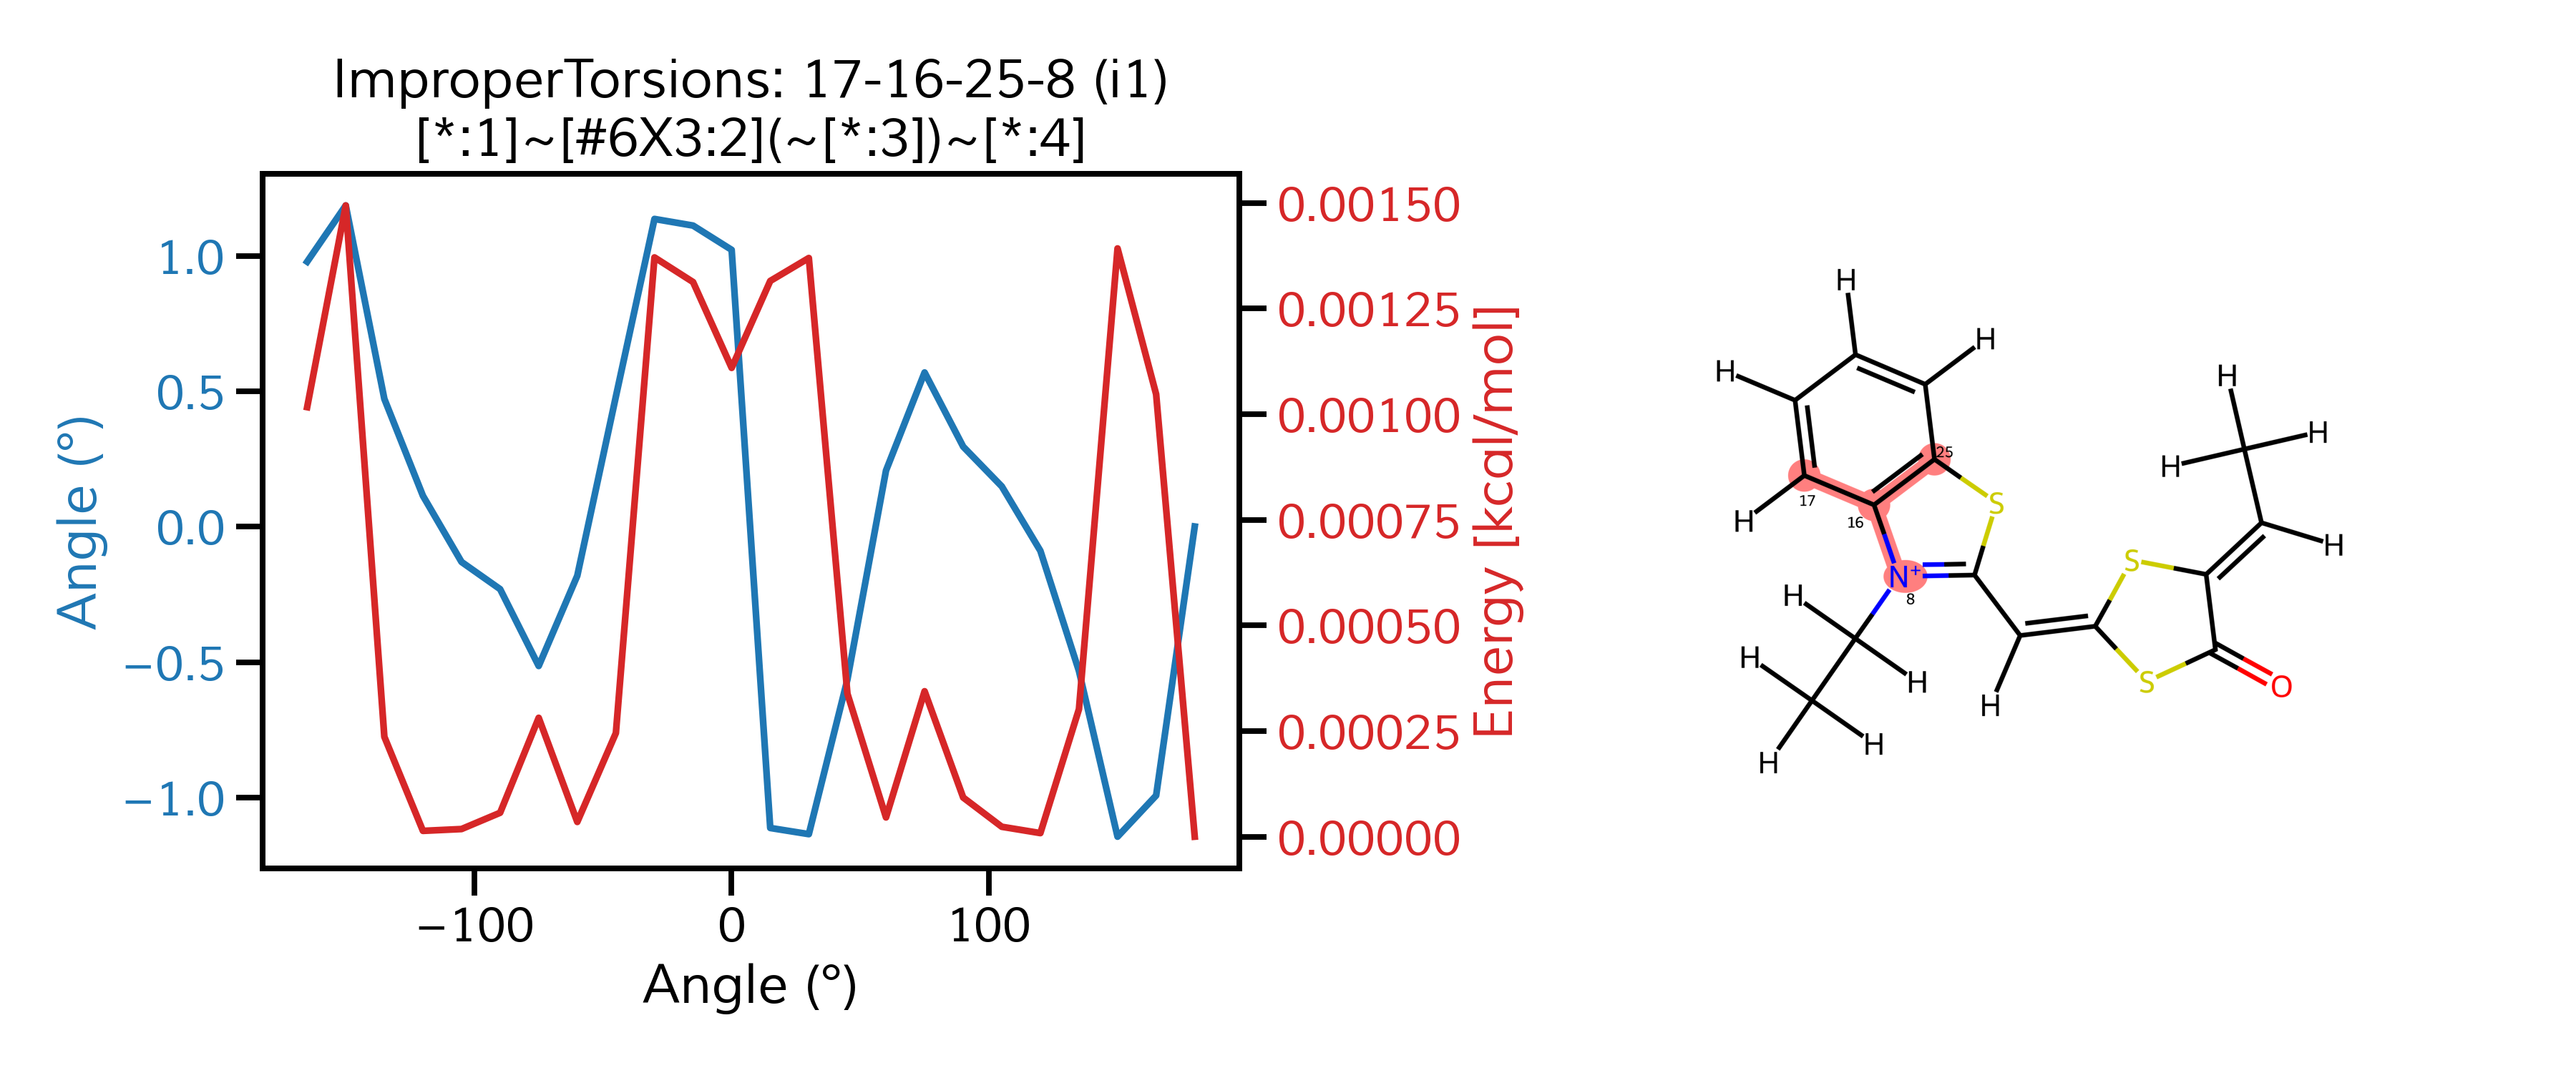 ImproperTorsions: 17-16-25-8 (i1)
[*:1]~[#6X3:2](~[*:3])~[*:4]
Angle (°)
1.0
0.5
0.0
−0.5
−1.0
0.00150
0.00125
0.00100
0.00075
0.00050
0.00025
0.00000
Energy [kcal/mol]
−100
0
100
Angle (°)
H
H
H
H
H
H
25
H
17
S
16
H
H
S
N+
8
H
H
H
S
O
H
H
H